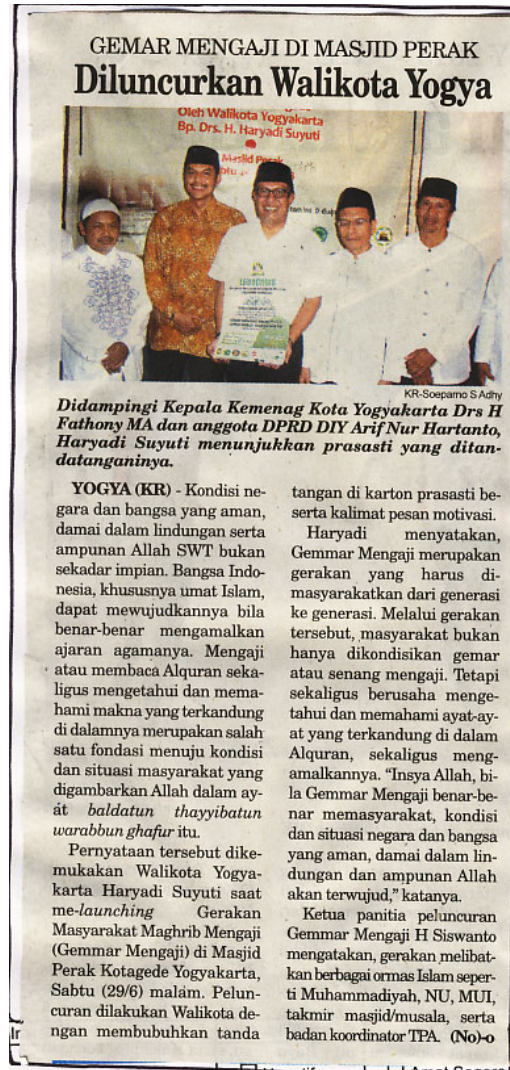 GEMAR MENGAJI DI MASJID PERAK
Diluncurkan Walikota Yogya
Oleh Walikota Yogyakarta
Bp. Drs. H. Haryadi Suyuti
Masjid Perak
KR-Soeparno S Adhy
Didampingi Kepala Kemenag Kota Yogyakarta Drs H
Fathony MA dan anggota DPRD DIY Arif Nur Hartanto,
Haryadi Suyuti menunjukkan prasasti yang ditan-
datanganinya.
YOGYA (KR) - Kondisi ne-
gara dan bangsa yang aman,
damai dalam lindungan serta
ampunan Allah SWT bukan
sekadar impian. Bangsa Indo-
nesia, khususnya umat Islam,
dapat mewujudkannya bila
benar-benar mengamalkan
ajaran agamanya. Mengaji
atau membaca Alquran seka-
ligus mengetahui dan mema-
hami makna yang terkandung
di dalamnya merupakan salah
satu fondasi menuju kondisi
dan situasi masyarakat yang
digambarkan Allah dalam ay-
at baldatun thayyibatun
warabbun ghafur itu.
Pernyataan tersebut dike-
mukakan Walikota Yogya-
karta Haryadi Suyuti saat
me-launching Gerakan
Masyarakat Maghrib Mengaji
(Gemmar Mengaji) di Masjid
Perak Kotagede Yogyakarta,
Sabtu (29/6) malam. Pelun-
curan dilakukan Walikota de-
ngan membubuhkan tanda
tangan di karton prasasti be-
serta kalimat pesan motivasi.
Haryadi menyatakan,
Gemmar Mengaji merupakan
gerakan yang harus di-
masyarakatkan dari generasi
ke generasi. Melalui gerakan
tersebut, masyarakat bukan
hanya dikondisikan gemar
atau senang mengaji. Tetapi
sekaligus berusaha menge-
tahui dan memahami ayat-ay-
at yang terkandung di dalam
Alquran, sekaligus meng-
amalkannya. “Insya Allah, bi-
la Gemmar Mengaji benar-be-
nar memasyarakat, kondisi
dan situasi negara dan bangsa
yang aman, damai dalam lin-
dungan dan ampunan Allah
akan terwujud,” katanya.
Ketua panitia peluncuran
Gemmar Mengaji H Siswanto
mengatakan, gerakan melibat-
kan berbagai ormas Islam seper-
ti Muhammadiyah, NU, MUI,
takmir masjid/musala, serta
badan koordinator TPA. (No)-o